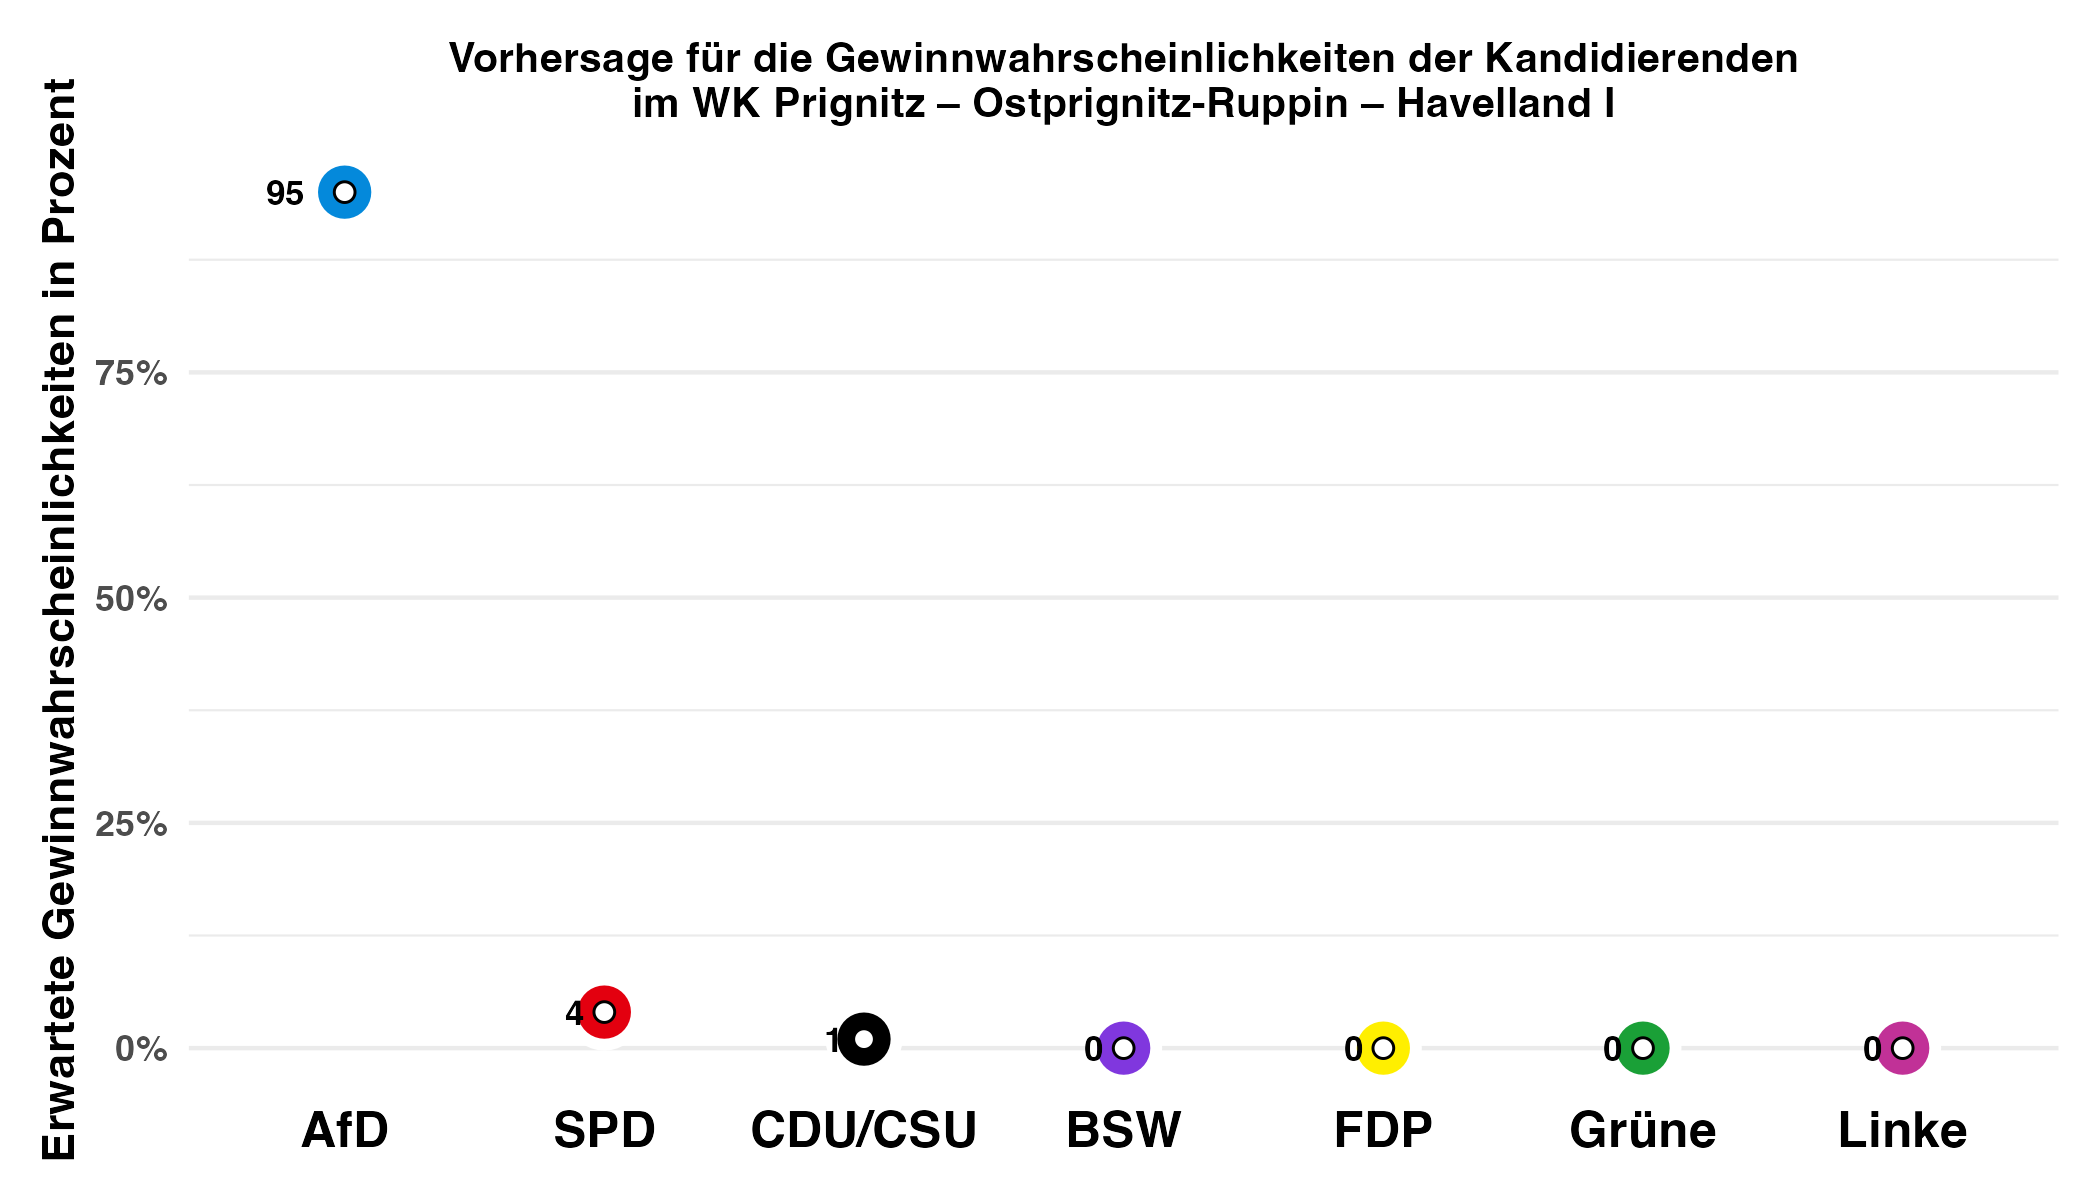 Vorhersage für die Gewinnwahrscheinlichkeiten der Kandidierenden
im WK Prignitz – Ostprignitz-Ruppin – Havelland I
Erwartete Gewinnwahrscheinlichkeiten in Prozent
95
75%
50%
25%
0%
4
1
0
0
0
0
AfD
SPD
CDU/CSU
BSW
FDP
Grüne
Linke